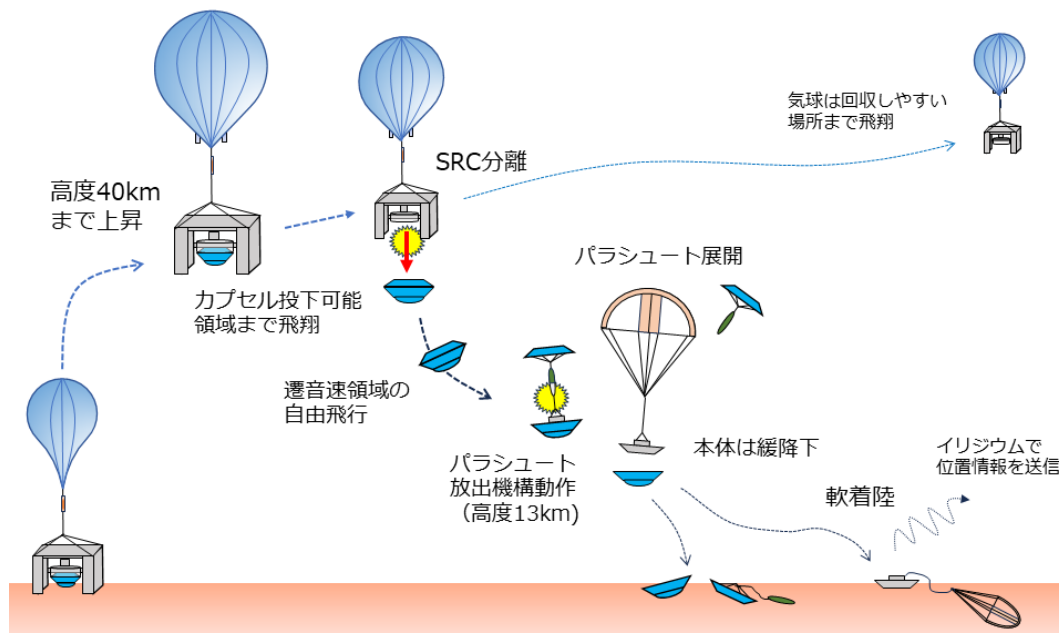 気球は回収しやすい
場所まで飛翔
SRC分離
高度40km
まで上昇
パラシュート展開
カプセル投下可能
領域まで飛翔
遷音速領域の
自由飛行
パラシュート
放出機構動作
（高度13km)
本体は緩降下
イリジウムで
位置情報を送信
軟着陸